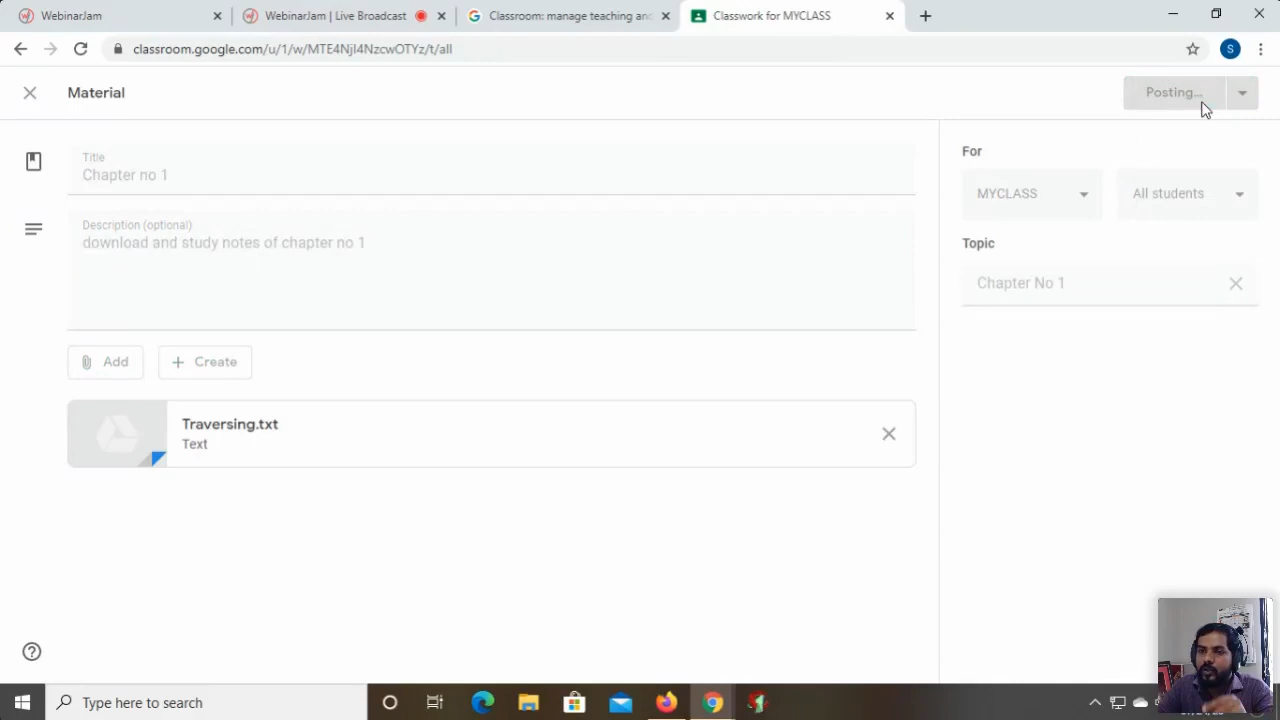 WebinarJam
WebinarJam | Live Broadcast
Classroom: manage teaching and
Classwork for MYCLASS
classroom.google.com/u/1/w/MTE4NjI4NzcwOTYz/t/all
S
Material
Posting...
Title
Chapter no 1
Description (optional)
download and study notes of chapter no 1
Add
Create
Traversing.txt
Text
For
MYCLASS
All students
Topic
Chapter No 1
Type here to search